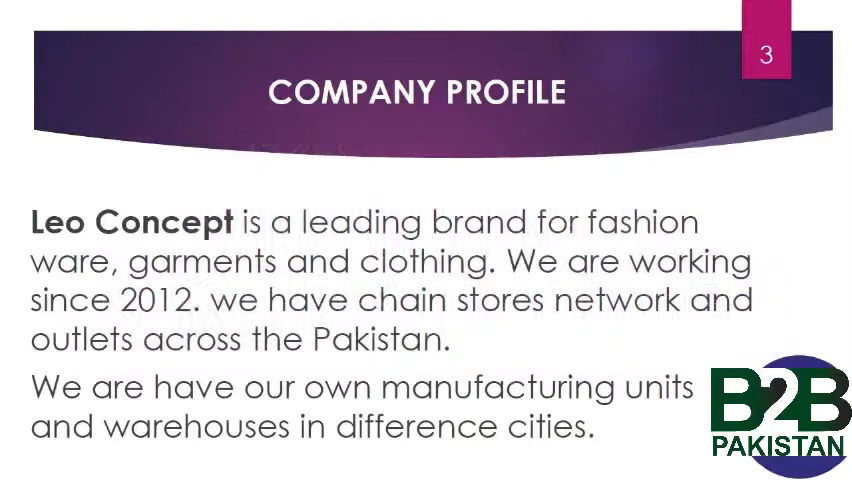 3
COMPANY PROFILE
Leo Concept is a leading brand for fashion
ware, garments and clothing. We are working
since 2012. we have chain stores network and
outlets across the Pakistan.
We are have our own manufacturing units
and warehouses in difference cities.
B2B
PAKISTAN